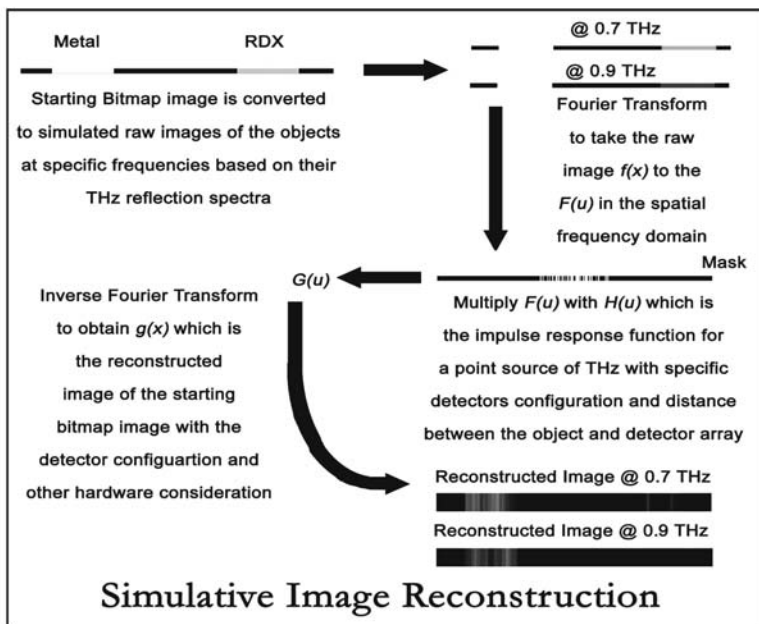 Metal RDX
Starting Bitmap image is converted
to simulated raw images of the objects
at specific frequencies based on their
THz reflection spectra
@ 0.7 THz
@ 0.9 THz
Fourier Transform
to take the raw
image f(x) to the
F(u) in the spatial
frequency domain
Mask
Multiply F(u) with H(u) which is
the impulse response function for
a point source of THz with specific
detectors configuration and distance
between the object and detector array
G(u)
Inverse Fourier Transform
to obtain g(x) which is
the reconstructed
image of the starting
bitmap image with the
detector configuartion and
other hardware consideration
Reconstructed Image @ 0.7 THz
Reconstructed Image @ 0.9 THz
Simulative Image Reconstruction